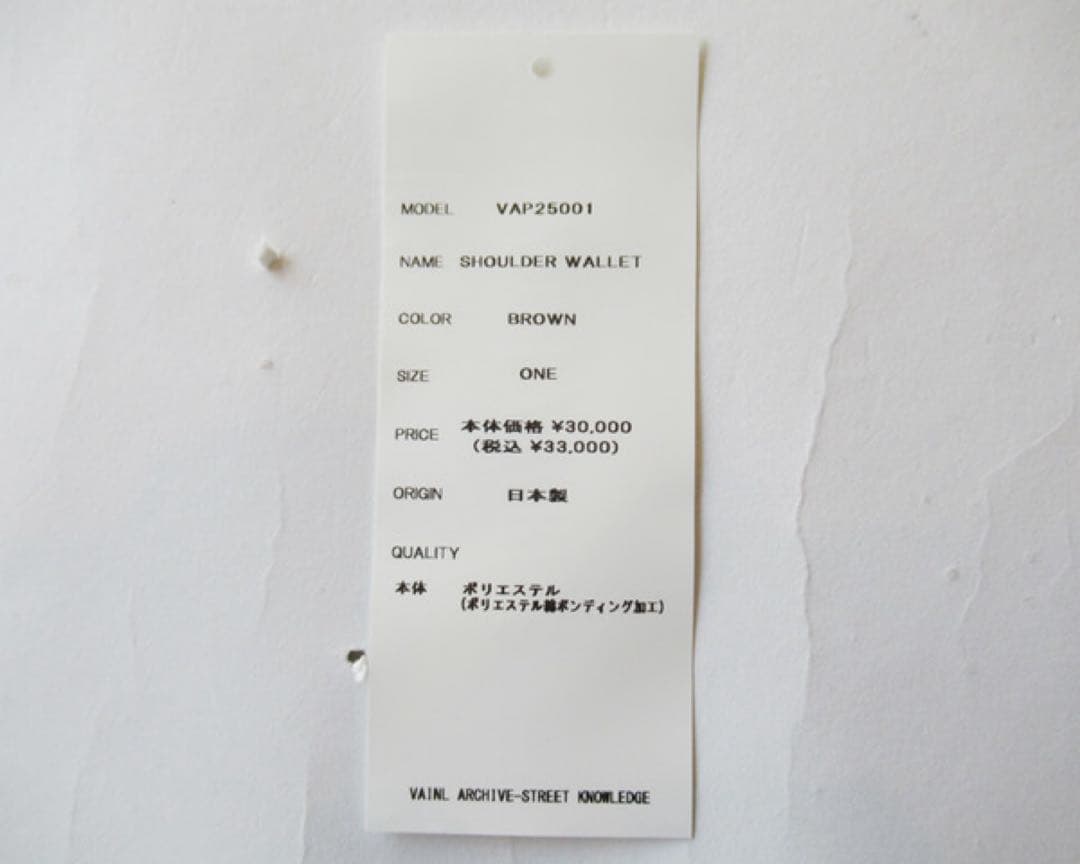 MODEL VAP25001
NAME SHOULDER WALLET
COLOR BROWN
SIZE ONE
PRICE 本体価格 ¥30,000
(税込 ¥33,000)
ORIGIN 日本製
QUALITY
本体 ポリエステル
(ポリエステル綿ボンディング加工)
VAINL ARCHIVE-STREET KNOWLEDGE